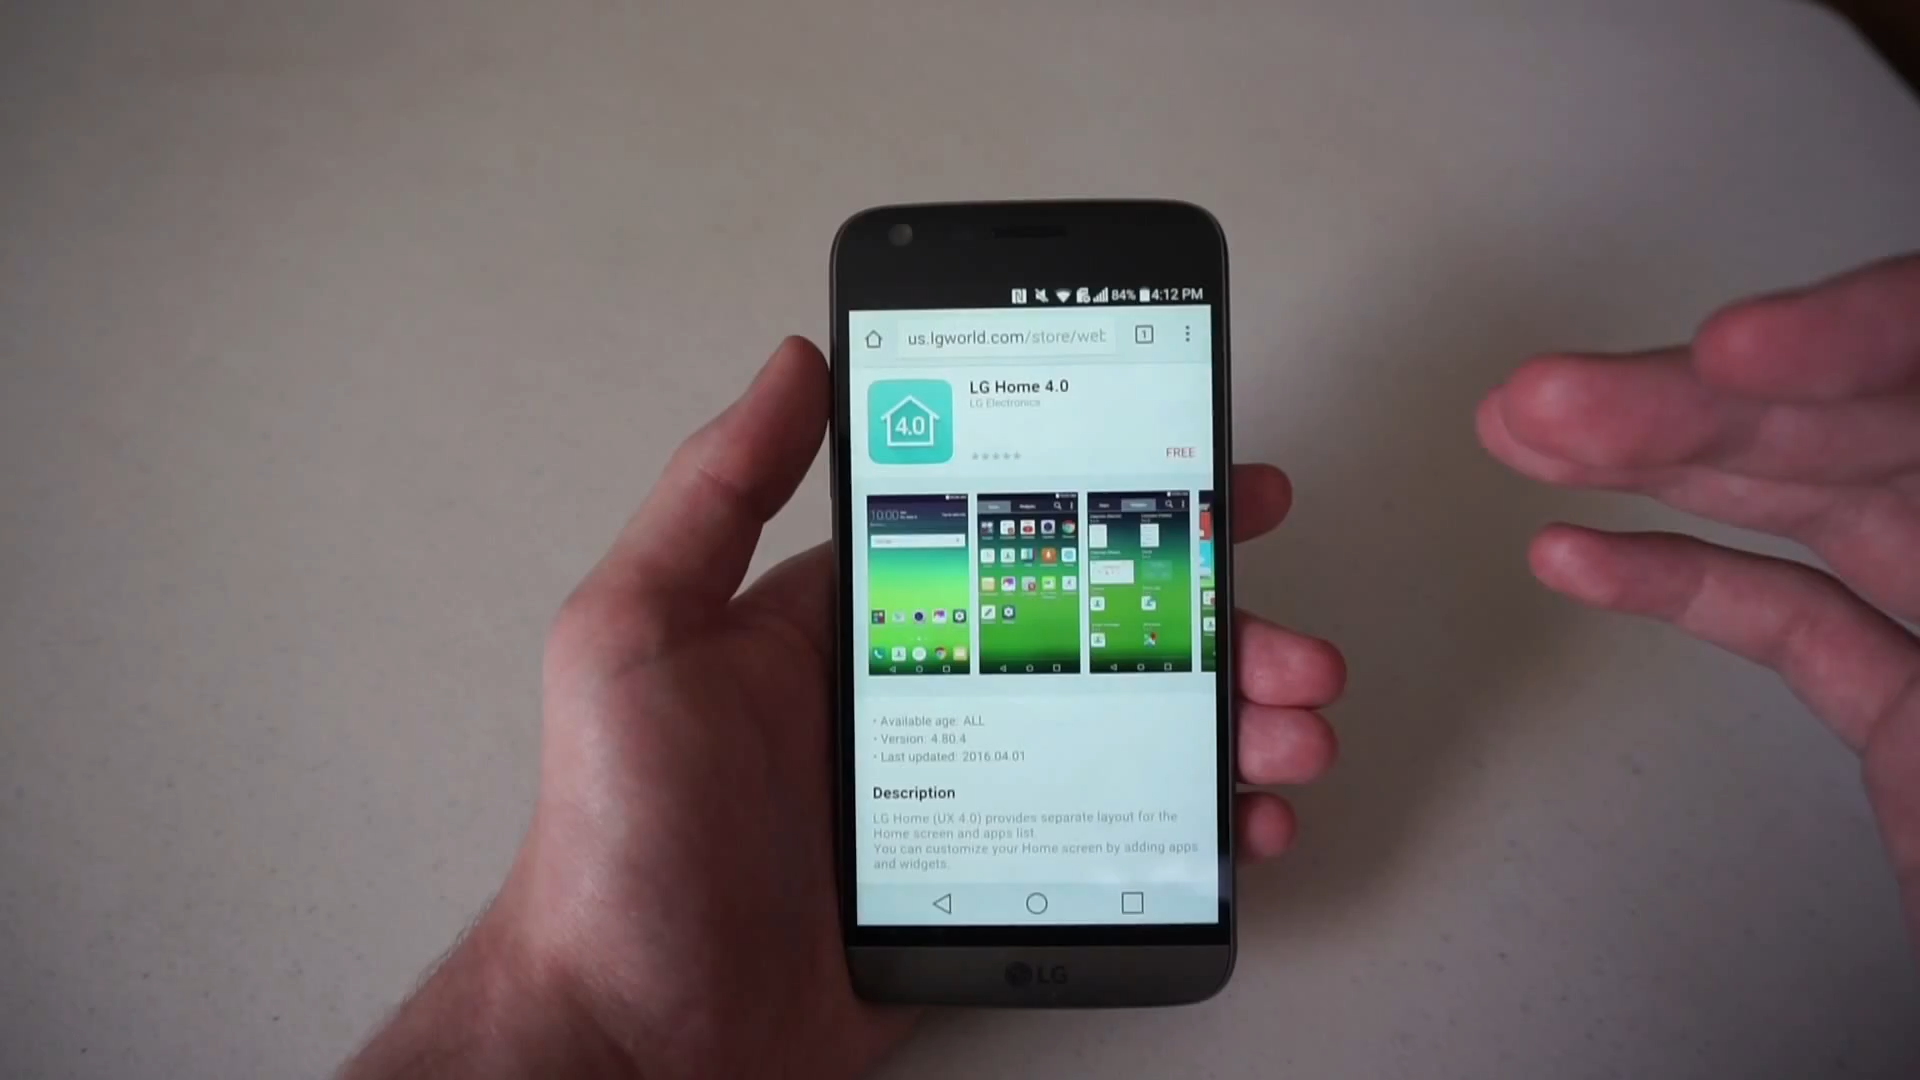 84% 4:12 PM
us.lgworld.com/store/web
1
LG Home 4.0
LG Electronics
4.0
FREE
10:00
• Available age: ALL
• Version: 4.80.4
• Last updated: 2016.04.01
Description
LG Home (UX 4.0) provides separate layout for the
Home screen and apps list.
You can customize your Home screen by adding apps
and widgets.
LG